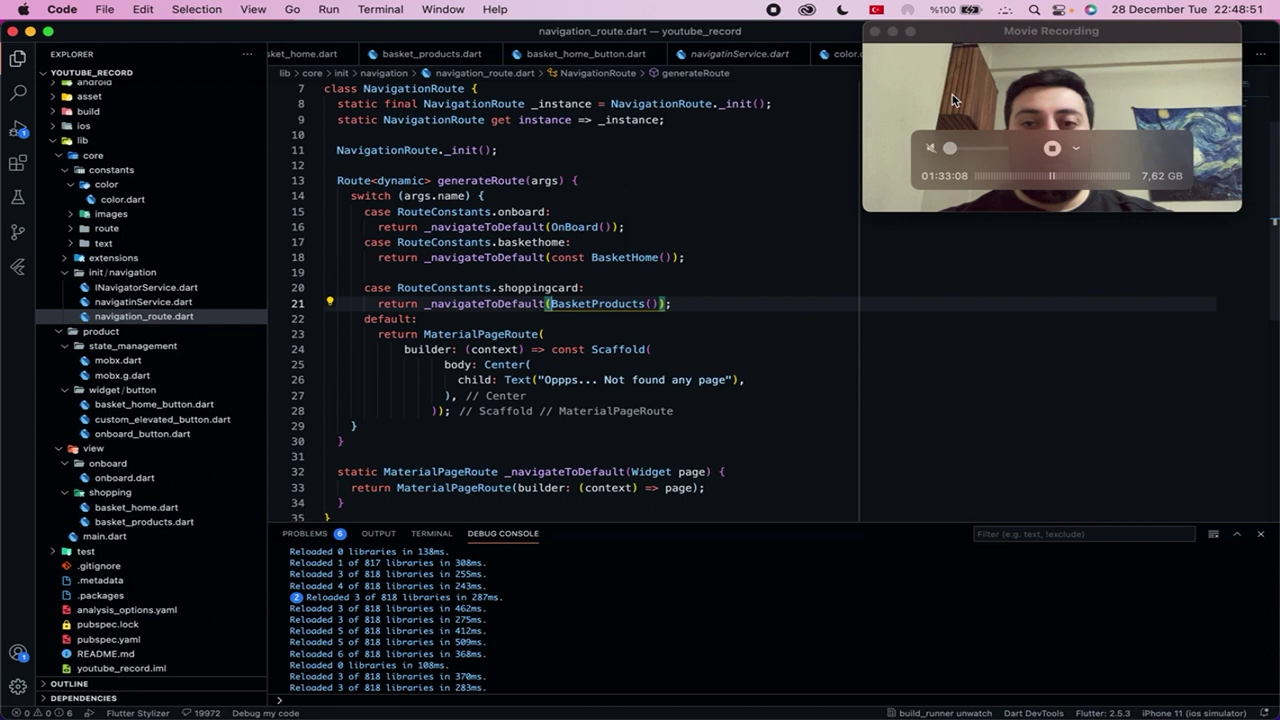 Code File Edit Selection View Go Run Terminal Window Help %100 28 December Tue 22:48:51
navigation_route.dart — youtube_record
Movie Recording
01:33:08 7,62 GB
EXPLORER
YOUTUBE_RECORD
android
asset
build
ios
lib
core
constants
color
color.dart
images
route
text
extensions
init/navigation
INavigatorService.dart
navigatinService.dart
navigation_route.dart
product
state_management
mobx.dart
mobx.g.dart
widget/button
basket_home_button.dart
custom_elevated_button.dart
onboard_button.dart
view
onboard
onboard.dart
shopping
basket_home.dart
basket_products.dart
main.dart
test
.gitignore
.metadata
.packages
analysis_options.yaml
pubspec.lock
pubspec.yaml
README.md
youtube_record.iml
OUTLINE
DEPENDENCIES
sket_home.dart basket_products.dart basket_home_button.dart navigatinService.dart color.
lib > core > init > navigation > navigation_route.dart > NavigationRoute > generateRoute
7 class NavigationRoute {
8 static final NavigationRoute _instance = NavigationRoute._init();
9 static NavigationRoute get instance => _instance;
10
11 NavigationRoute._init();
12
13 Route<dynamic> generateRoute(args) {
14 switch (args.name) {
15 case RouteConstants.onboard:
16 return _navigateToDefault(OnBoard());
17 case RouteConstants.baskethome:
18 return _navigateToDefault(const BasketHome());
19
20 case RouteConstants.shoppingcard:
21 return _navigateToDefault(BasketProducts());
22 default:
23 return MaterialPageRoute(
24 builder: (context) => const Scaffold(
25 body: Center(
26 child: Text("Oppps... Not found any page"),
27 ), // Center
28 )); // Scaffold // MaterialPageRoute
29 }
30 }
31
32 static MaterialPageRoute _navigateToDefault(Widget page) {
33 return MaterialPageRoute(builder: (context) => page);
34 }
35 }
PROBLEMS 6 OUTPUT TERMINAL DEBUG CONSOLE Filter (e.g. text, !exclude)
Reloaded 0 libraries in 138ms.
Reloaded 1 of 817 libraries in 308ms.
Reloaded 3 of 818 libraries in 255ms.
Reloaded 4 of 818 libraries in 243ms.
2 Reloaded 3 of 818 libraries in 287ms.
Reloaded 3 of 818 libraries in 462ms.
Reloaded 3 of 818 libraries in 275ms.
Reloaded 5 of 818 libraries in 412ms.
Reloaded 5 of 818 libraries in 509ms.
Reloaded 6 of 818 libraries in 368ms.
Reloaded 0 libraries in 108ms.
Reloaded 3 of 818 libraries in 370ms.
Reloaded 3 of 818 libraries in 283ms.
0 0 6 Flutter Stylizer 19972 Debug my code build_runner unwatch Dart DevTools Flutter: 2.5.3 iPhone 11 (ios simulator)